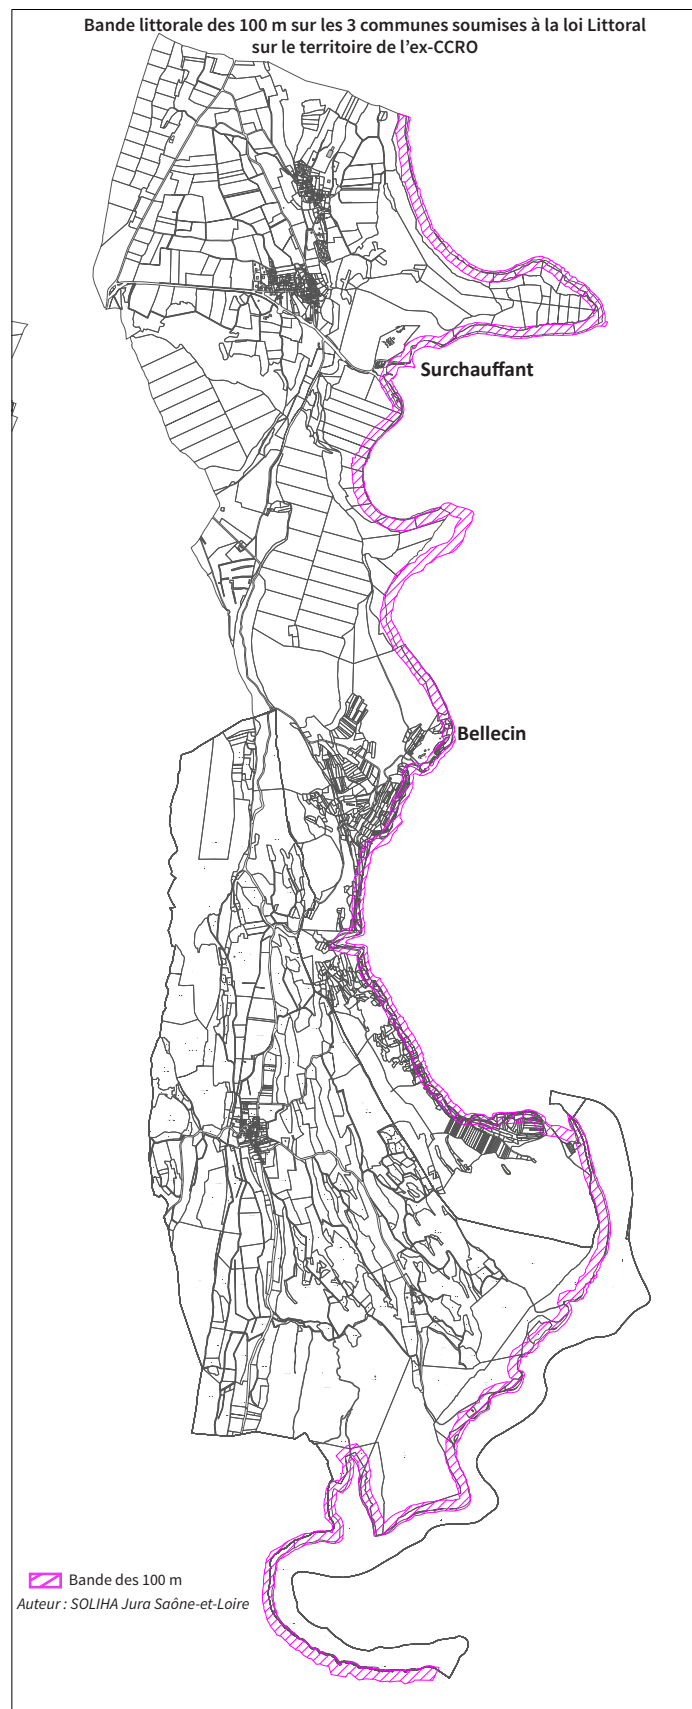 Bande littorale des 100 m sur les 3 communes soumises à la loi Littoral
sur le territoire de l'ex-CCRO
Surchauffant
Bellecin
Bande des 100 m
Auteur : SOLIHA Jura Saône-et-Loire